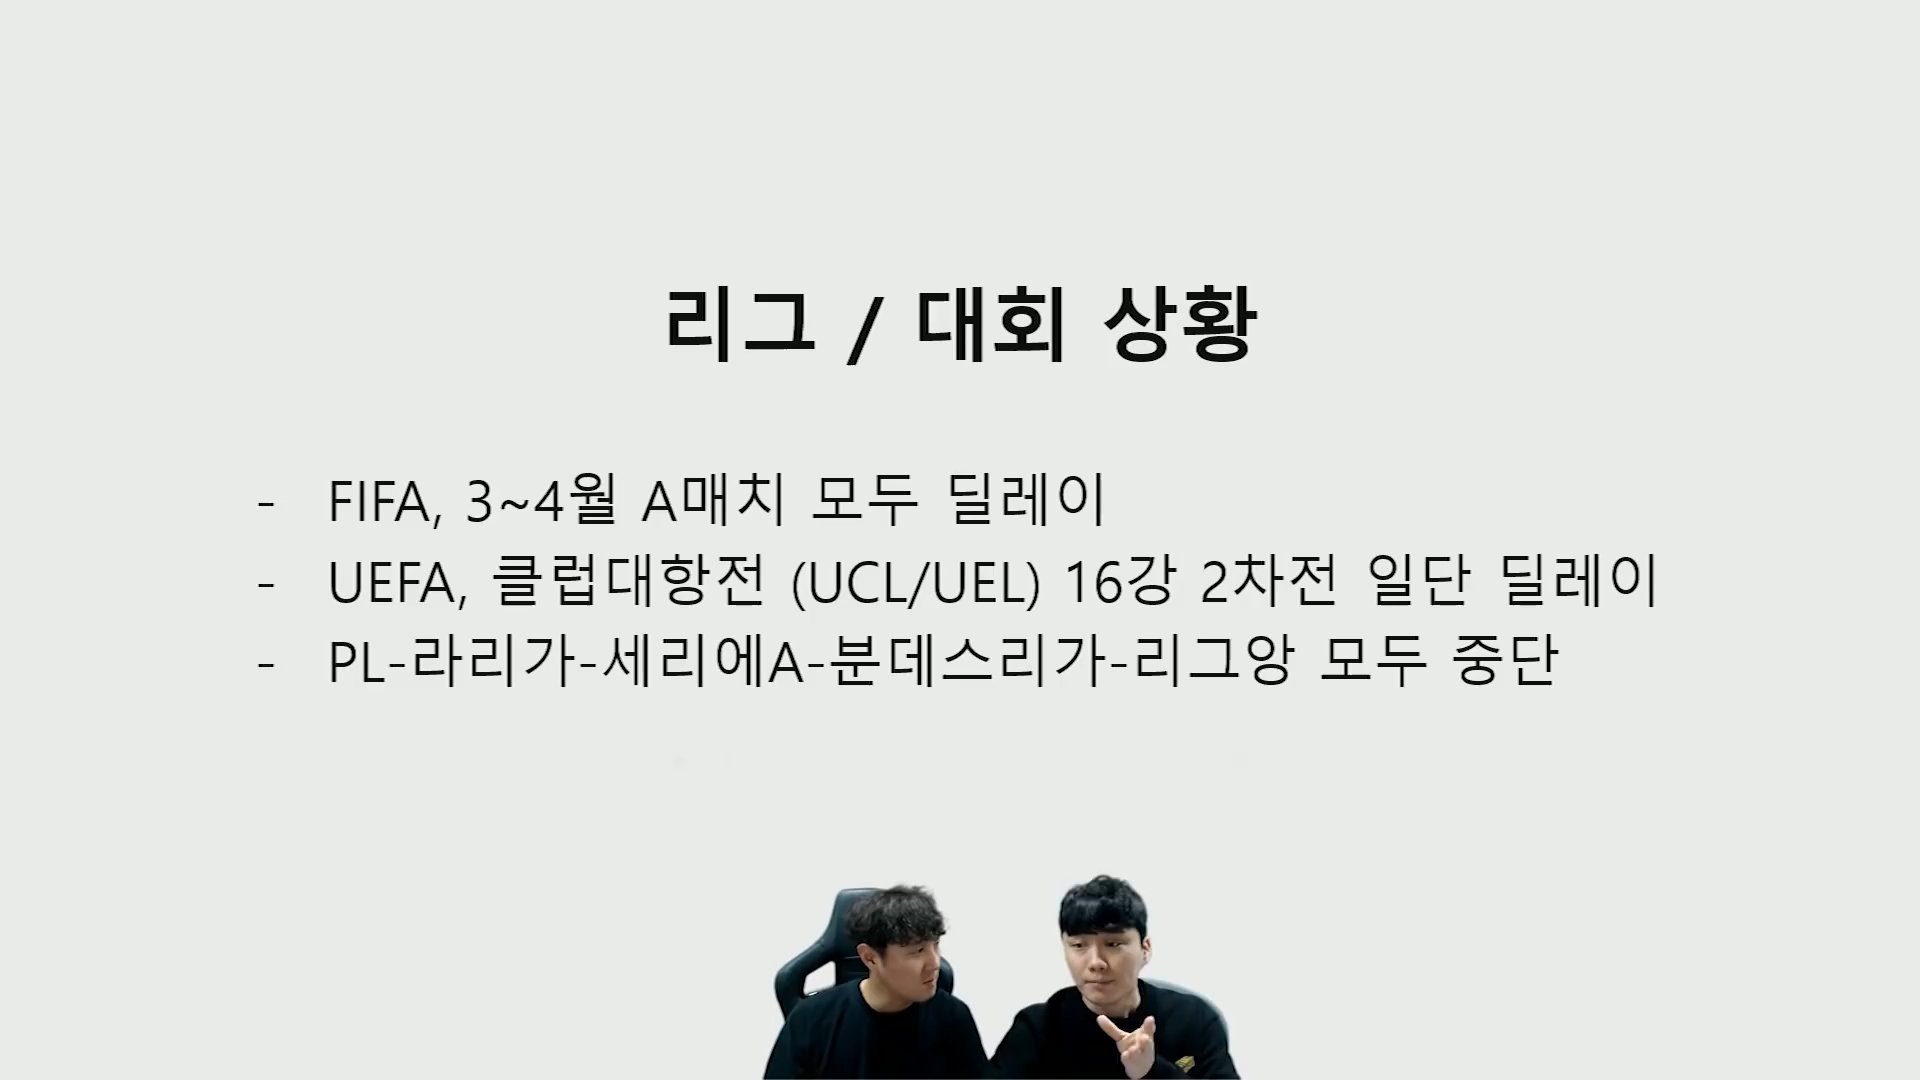 리그 / 대회 상황
- FIFA, 3~4월 A매치 모두 딜레이
- UEFA, 클럽대항전 (UCL/UEL) 16강 2차전 일단 딜레이
- PL-라리가-세리에A-분데스리가-리그앙 모두 중단